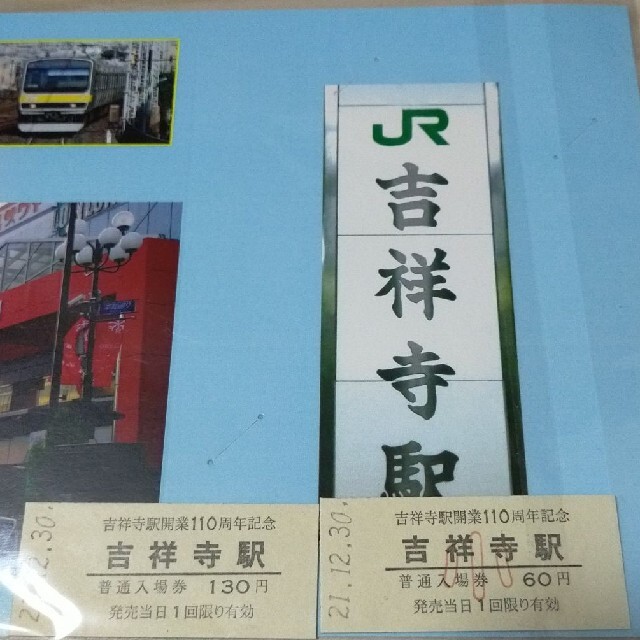 JR
吉祥寺駅
21.12.30.
吉祥寺駅開業110周年記念
吉祥寺駅
普通入場券 130円
発売当日1回限り有効
21.12.30.
吉祥寺駅開業110周年記念
吉祥寺駅
普通入場券 60円
発売当日1回限り有効